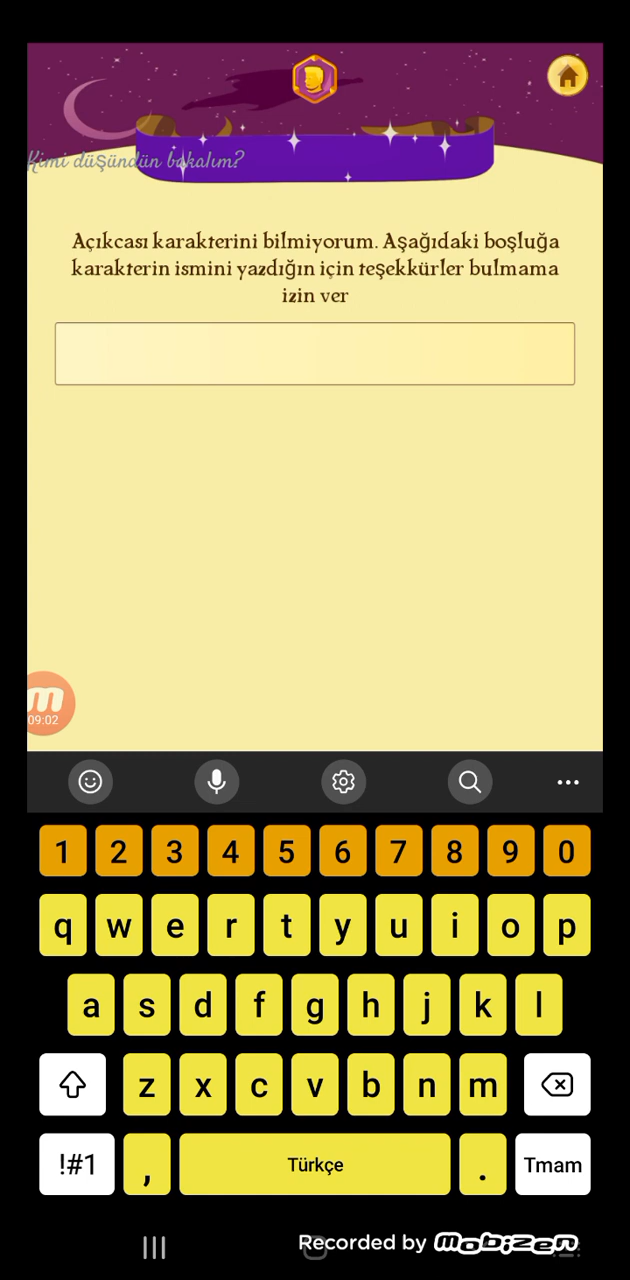 Kimi düşündün bakalım?
Açıkcası karakterini bilmiyorum. Aşağıdaki boşluğa
karakterin ismini yazdığın için teşekkürler bulmama
izin ver
m
09:02
1 2 3 4 5 6 7 8 9 0
q w e r t y u i o p
a s d f g h j k l
z x c v b n m
!#1 , Türkçe . Tmam
Recorded by mobizen